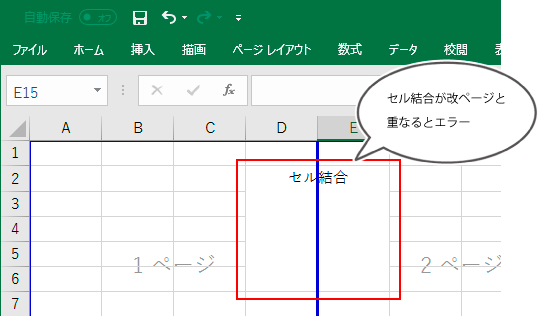 自動保存 オフ
ファイル ホーム 挿入 描画 ページ レイアウト 数式 データ 校閲
E15 fx
セル結合が改ページと
重なるとエラー
A B C D E
1
2 セル結合
3
4
5 1 ページ 2 ページ
6
7